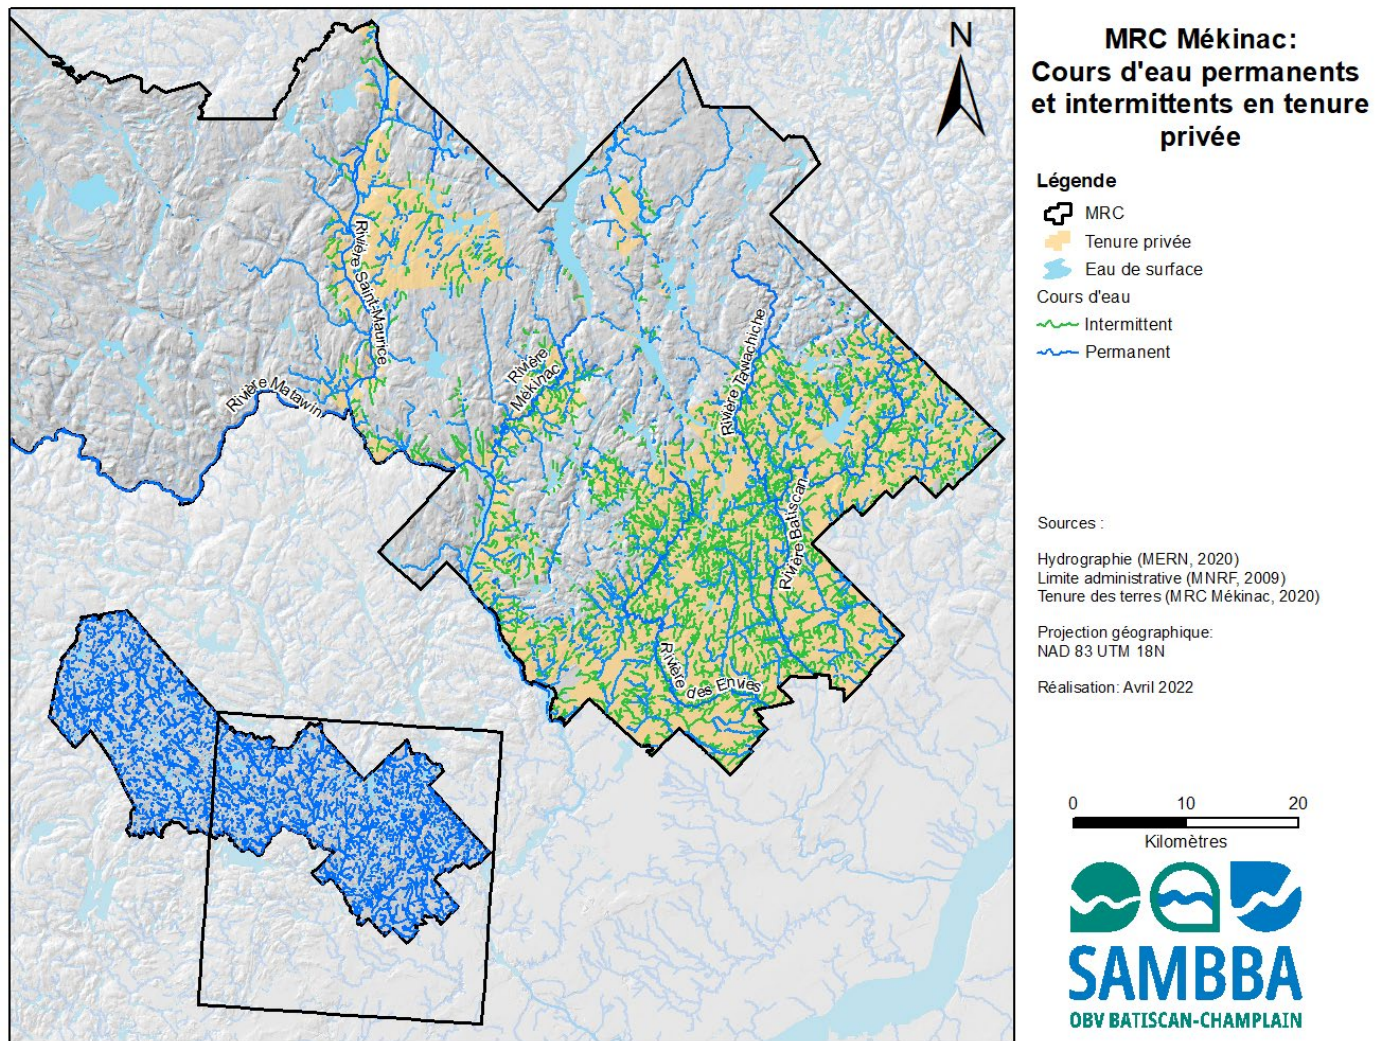 MRC Mékinac:
Cours d'eau permanents
et intermittents en tenure
privée
Légende
MRC
Tenure privée
Eau de surface
Cours d'eau
Intermittent
Permanent
Sources :
Hydrographie (MERN, 2020)
Limite administrative (MNRF, 2009)
Tenure des terres (MRC Mékinac, 2020)
Projection géographique:
NAD 83 UTM 18N
Réalisation: Avril 2022
0 10 20
Kilomètres
SAMBBA
OBV BATISCAN-CHAMPLAIN
N
Rivière Saint-Maurice
Rivière Matawin
Rivière
Mékinac
Rivière Tawachiche
Rivière Batiscan
Rivière
des Envies